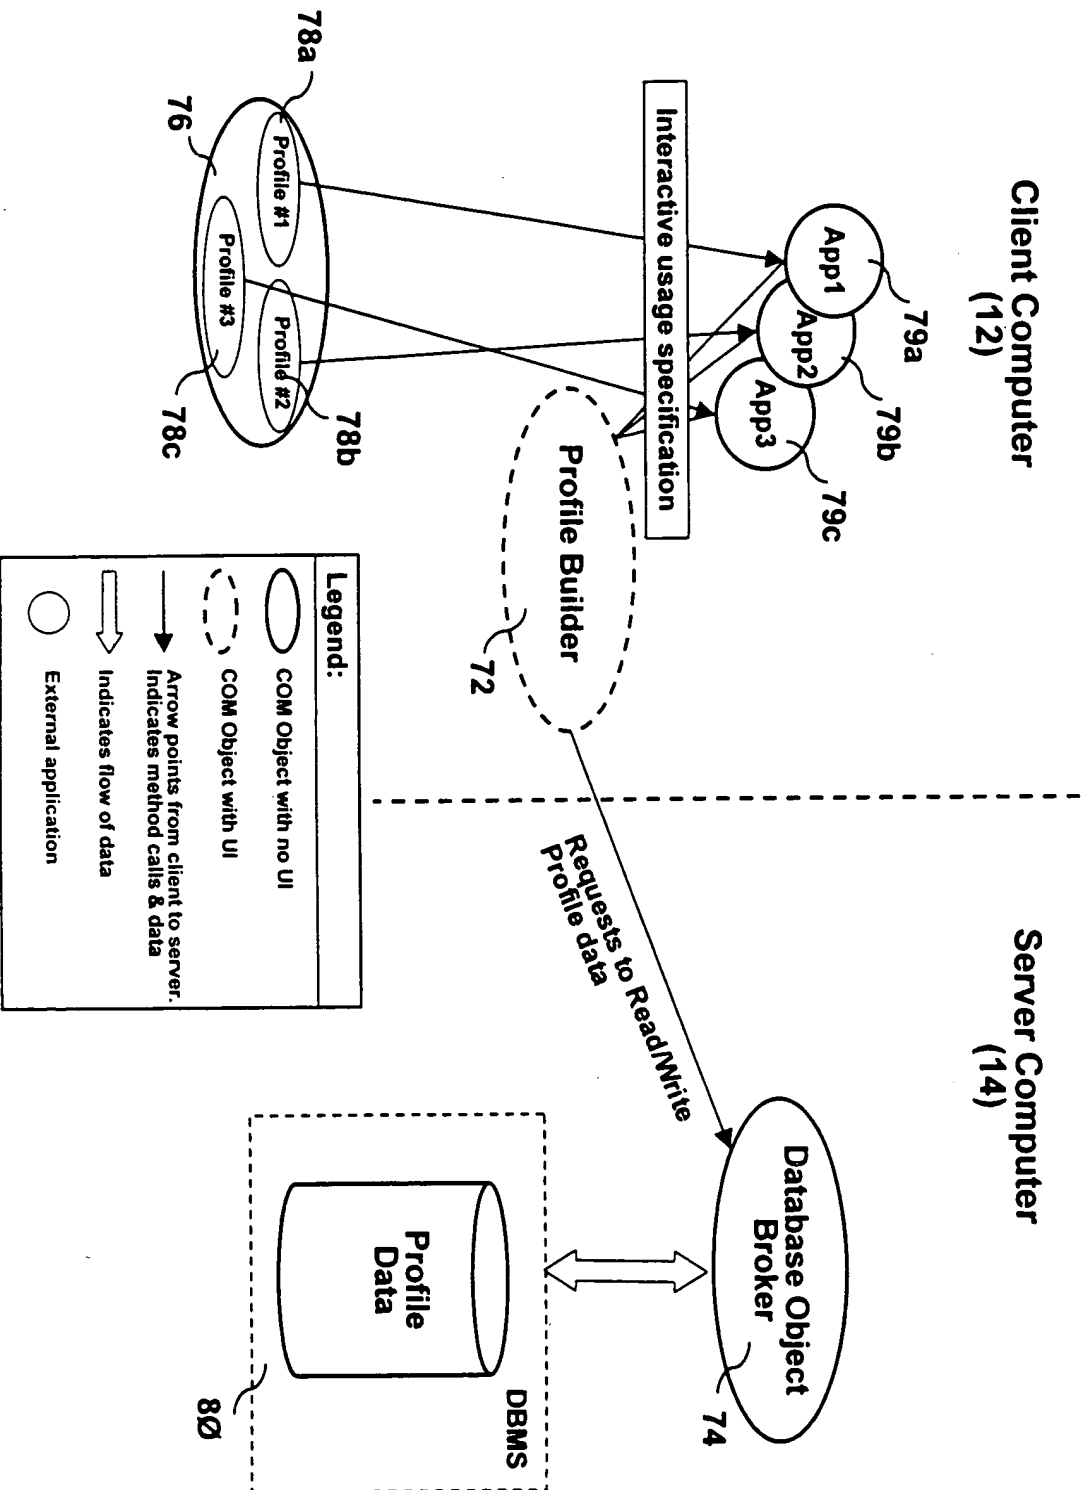 Client Computer
(12)
Server Computer
(14)
App1
App2
App3
79a
79b
79c
Interactive usage specification
Profile Builder
72
Requests to Read/Write
Profile data
Database Object
Broker
74
78a
76
Profile #1
Profile #2
Profile #3
78b
78c
DBMS
Profile
Data
8Ø
Legend:
COM Object with no UI
COM Object with UI
Arrow points from client to server.
Indicates method calls & data
Indicates flow of data
External application